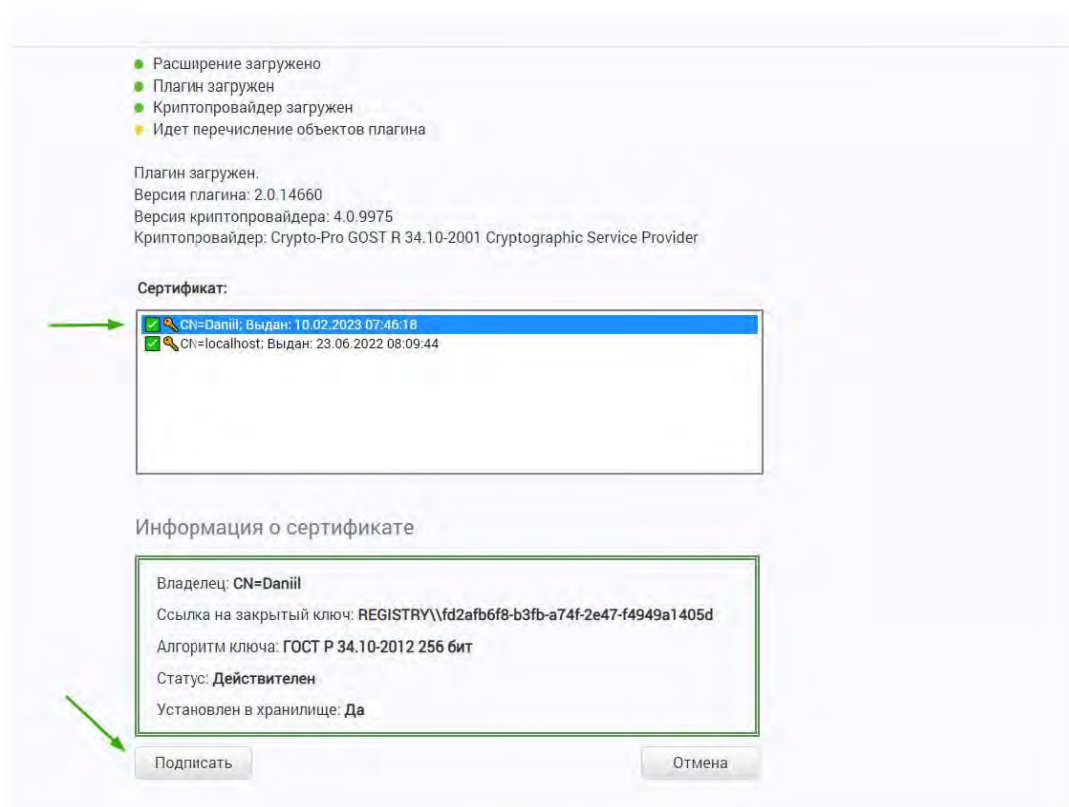 Расширение загружено
Плагин загружен
Криптопровайдер загружен
Идет перечисление объектов плагина
Плагин загружен.
Версия плагина: 2.0.14660
Версия криптопровайдера: 4.0.9975
Криптопровайдер: Crypto-Pro GOST R 34.10-2001 Cryptographic Service Provider
Сертификат:
CN=Daniil; Выдан: 10.02.2023 07:46:18
CN=localhost; Выдан: 23.06.2022 08:09:44
Информация о сертификате
Владелец: CN=Daniil
Ссылка на закрытый ключ: REGISTRY\\fd2afb6f8-b3fb-a74f-2e47-f4949a1405d
Алгоритм ключа: ГОСТ Р 34.10-2012 256 бит
Статус: Действителен
Установлен в хранилище: Да
Подписать Отмена